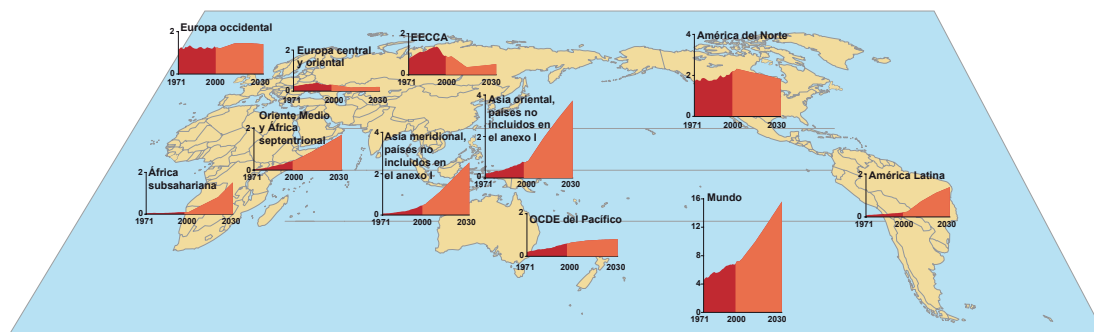 Europa occidental
2
0
1971
2000
2030
Europa central
y oriental
2
0
1971
2000
2030
EECCA
2
0
1971
2000
2030
América del Norte
4
2
0
1971
2000
2030
Oriente Medio
y África
septentrional
2
0
1971
2000
2030
Asia meridional,
países no
incluidos en
el anexo I
4
2
0
1971
2000
2030
Asia oriental,
países no
incluidos en
el anexo I
4
2
0
1971
2000
2030
África
subsahariana
2
0
1971
2000
2030
OCDE del Pacífico
2
0
1971
2000
2030
Mundo
16
12
8
4
0
1971
2000
2030
América Latina
2
0
1971
2000
2030